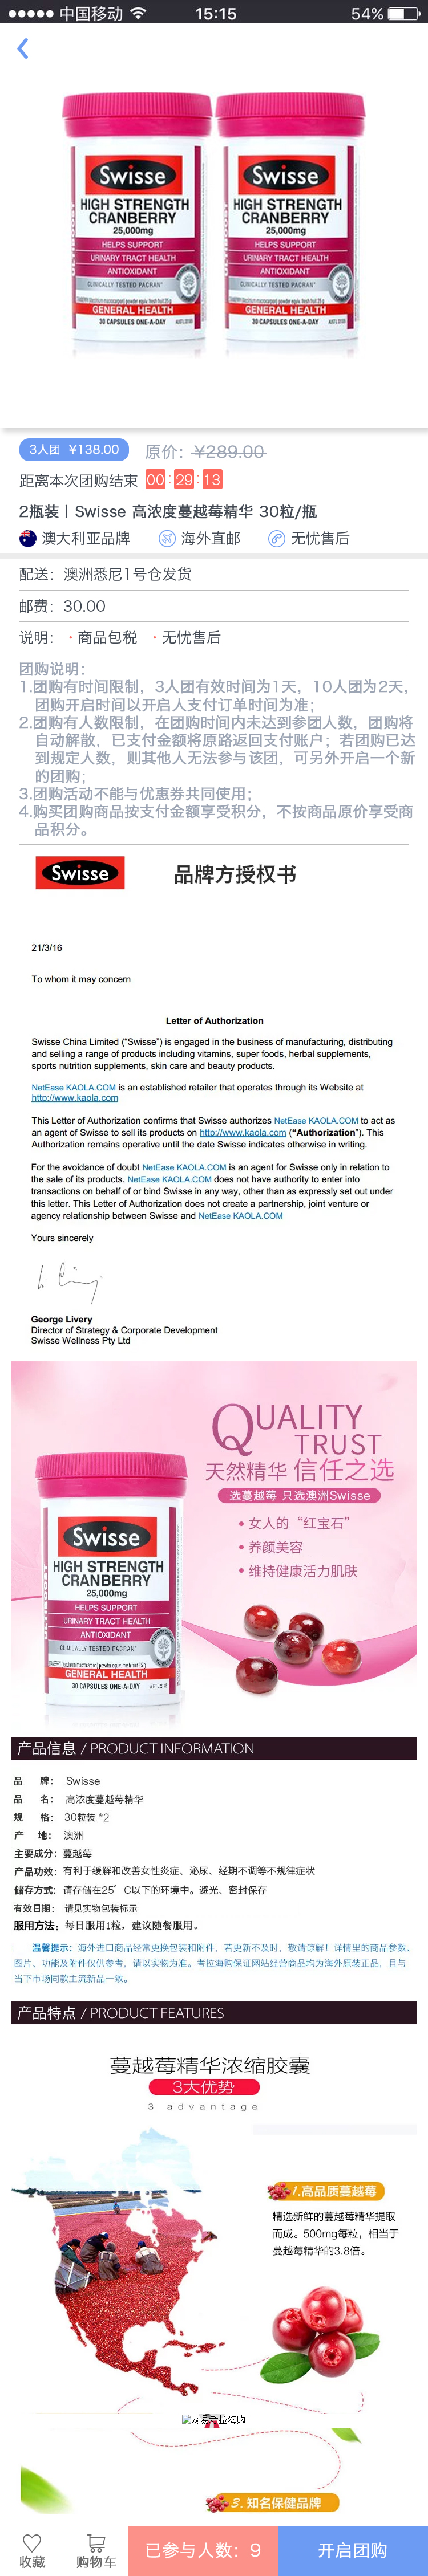 中国移动 15:15 54%
Swisse Swisse
HIGH STRENGTH HIGH STRENGTH
CRANBERRY CRANBERRY
25,000mg 25,000mg
HELPS SUPPORT HELPS SUPPORT
URINARY TRACT HEALTH URINARY TRACT HEALTH
ANTIOXIDANT ANTIOXIDANT
CLINICALLY TESTED PACRAN™ CLINICALLY TESTED PACRAN™
GENERAL HEALTH GENERAL HEALTH
30 CAPSULES ONE-A-DAY 30 CAPSULES ONE-A-DAY
3人团 ¥138.00 原价：¥289.00
距离本次团购结束 00:29:13
2瓶装丨Swisse 高浓度蔓越莓精华 30粒/瓶
澳大利亚品牌 海外直邮 无忧售后
配送：澳洲悉尼1号仓发货
邮费：30.00
说明：·商品包税 ·无忧售后
团购说明：
1.团购有时间限制，3人团有效时间为1天，10人团为2天，
团购开启时间以开启人支付订单时间为准；
2.团购有人数限制，在团购时间内未达到参团人数，团购将
自动解散，已支付金额将原路返回支付账户；若团购已达
到规定人数，则其他人无法参与该团，可另外开启一个新
的团购；
3.团购活动不能与优惠券共同使用；
4.购买团购商品按支付金额享受积分，不按商品原价享受商
品积分。
Swisse 品牌方授权书
21/3/16
To whom it may concern
Letter of Authorization
Swisse China Limited ("Swisse") is engaged in the business of manufacturing, distributing
and selling a range of products including vitamins, super foods, herbal supplements,
sports nutrition supplements, skin care and beauty products.
NetEase KAOLA.COM is an established retailer that operates through its Website at
http://www.kaola.com
This Letter of Authorization confirms that Swisse authorizes NetEase KAOLA.COM to act as
an agent of Swisse to sell its products on http://www.kaola.com ("Authorization"). This
Authorization remains operative until the date Swisse indicates otherwise in writing.
For the avoidance of doubt NetEase KAOLA.COM is an agent for Swisse only in relation to
the sale of its products. NetEase KAOLA.COM does not have authority to enter into
transactions on behalf of or bind Swisse in any way, other than as expressly set out under
this letter. This Letter of Authorization does not create a partnership, joint venture or
agency relationship between Swisse and NetEase KAOLA.COM
Yours sincerely
George Livery
Director of Strategy & Corporate Development
Swisse Wellness Pty Ltd
QUALITY
TRUST
天然精华 信任之选
选蔓越莓 只选澳洲Swisse
•女人的“红宝石”
•养颜美容
•维持健康活力肌肤
Swisse
HIGH STRENGTH
CRANBERRY
25,000mg
HELPS SUPPORT
URINARY TRACT HEALTH
ANTIOXIDANT
CLINICALLY TESTED PACRAN™
GENERAL HEALTH
30 CAPSULES ONE-A-DAY
产品信息 / PRODUCT INFORMATION
品 牌： Swisse
品 名： 高浓度蔓越莓精华
规 格： 30粒装 *2
产 地： 澳洲
主要成分：蔓越莓
产品功效：有利于缓解和改善女性炎症、泌尿、经期不调等不规律症状
储存方式：请存储在25°C以下的环境中。避光、密封保存
有效日期： 请见实物包装标示
服用方法：每日服用1粒，建议随餐服用。
温馨提示：海外进口商品经常更换包装和附件，若更新不及时，敬请谅解！详情里的商品参数、
图片、功能及附件仅供参考，请以实物为准。考拉海购保证网站经营商品均为海外原装正品，且与
当下市场同款主流新品一致。
产品特点 / PRODUCT FEATURES
蔓越莓精华浓缩胶囊
3大优势
3 advantage
1.高品质蔓越莓
精选新鲜的蔓越莓精华提取
而成。500mg每粒，相当于
蔓越莓精华的3.8倍。
网易考拉海购
3. 知名保健品牌
收藏 购物车 已参与人数：9 开启团购